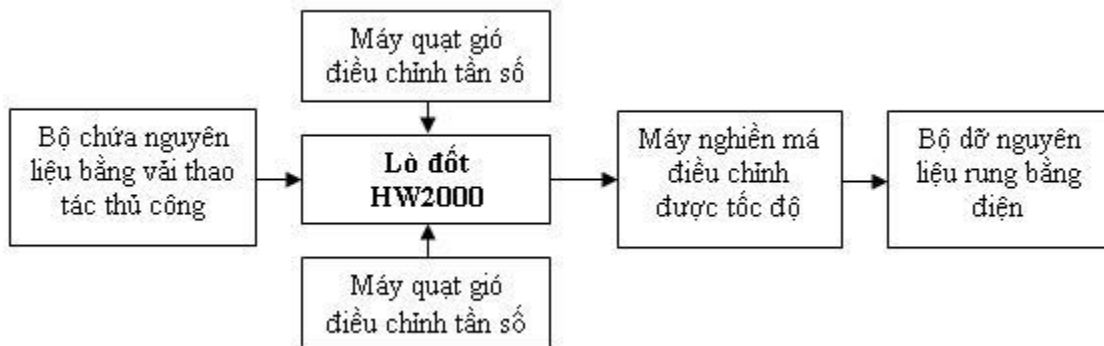 Máy quạt gió
điều chỉnh tần số
Bộ chứa nguyên
liệu bằng vải thao
tác thủ công
Lò đốt
HW2000
Máy nghiền má
điều chỉnh
được tốc độ
Bộ dỡ nguyên
liệu rung bằng
điện
Máy quạt gió
điều chỉnh tần số